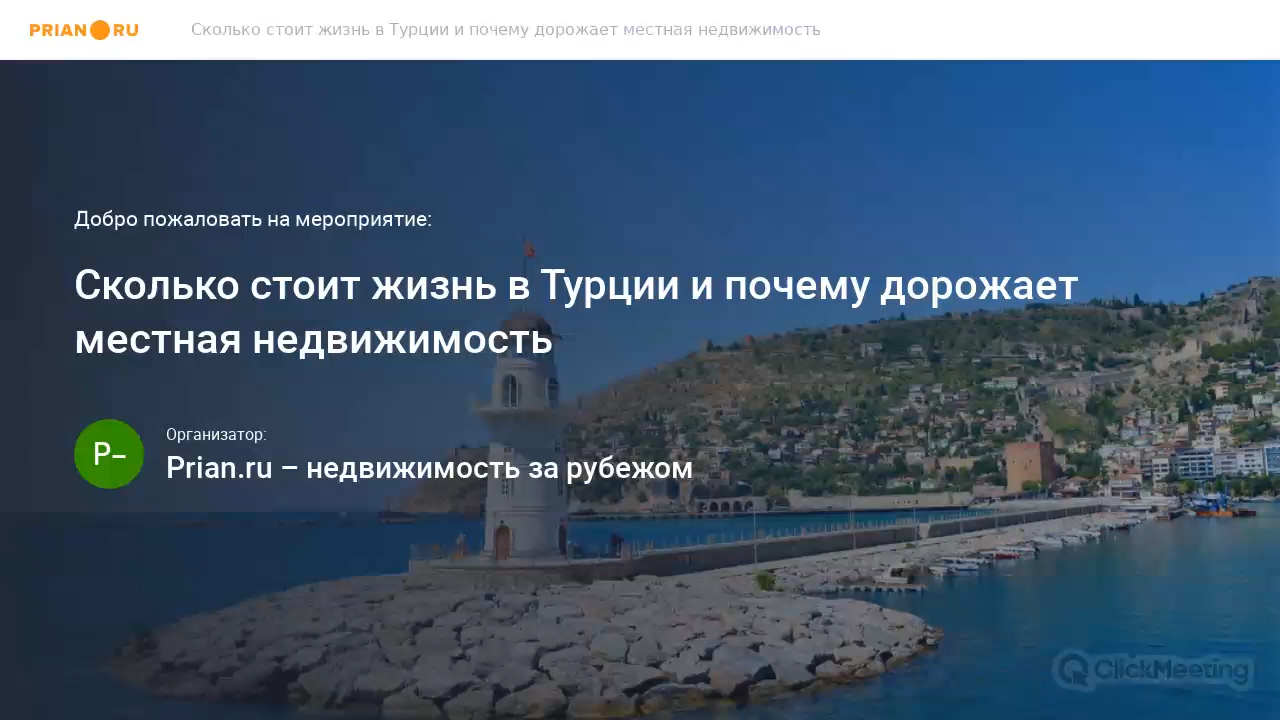 PRIAN RU
Сколько стоит жизнь в Турции и почему дорожает местная недвижимость
Добро пожаловать на мероприятие:
Сколько стоит жизнь в Турции и почему дорожает
местная недвижимость
P–
Организатор:
Prian.ru – недвижимость за рубежом
ClickMeeting